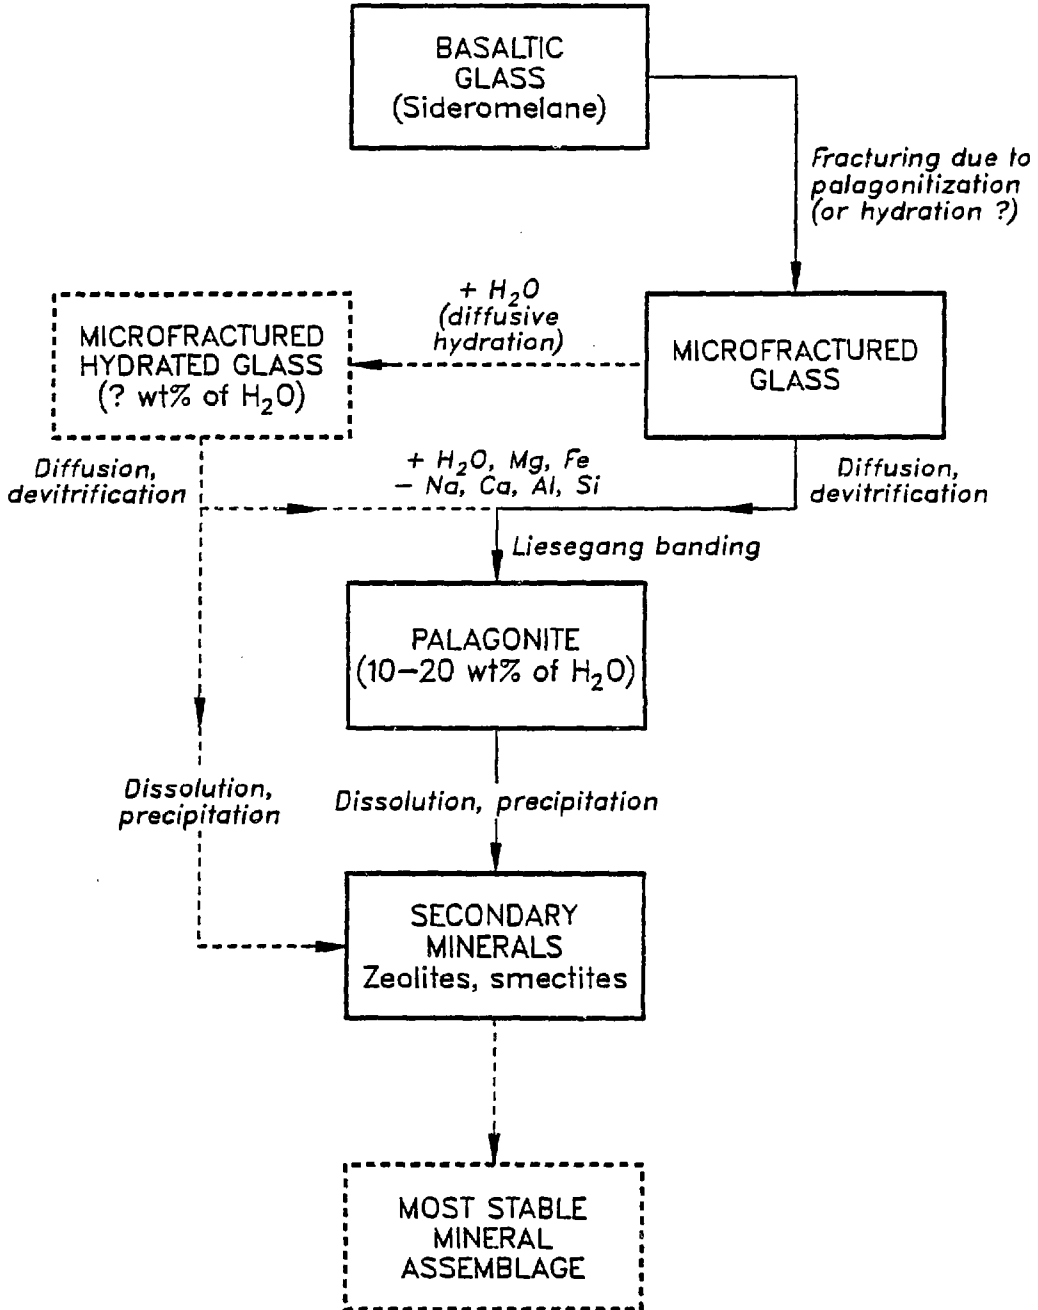 BASALTIC
GLASS
(Sideromelane)
Fracturing due to
palagonitization
(or hydration ?)
+ H2O
(diffusive
hydration)
MICROFRACTURED
HYDRATED GLASS
(? wt% of H2O)
MICROFRACTURED
GLASS
Diffusion,
devitrification
+ H2O, Mg, Fe
– Na, Ca, Al, Si
Diffusion,
devitrification
Liesegang banding
PALAGONITE
(10–20 wt% of H2O)
Dissolution,
precipitation
Dissolution, precipitation
SECONDARY
MINERALS
Zeolites, smectites
MOST STABLE
MINERAL
ASSEMBLAGE